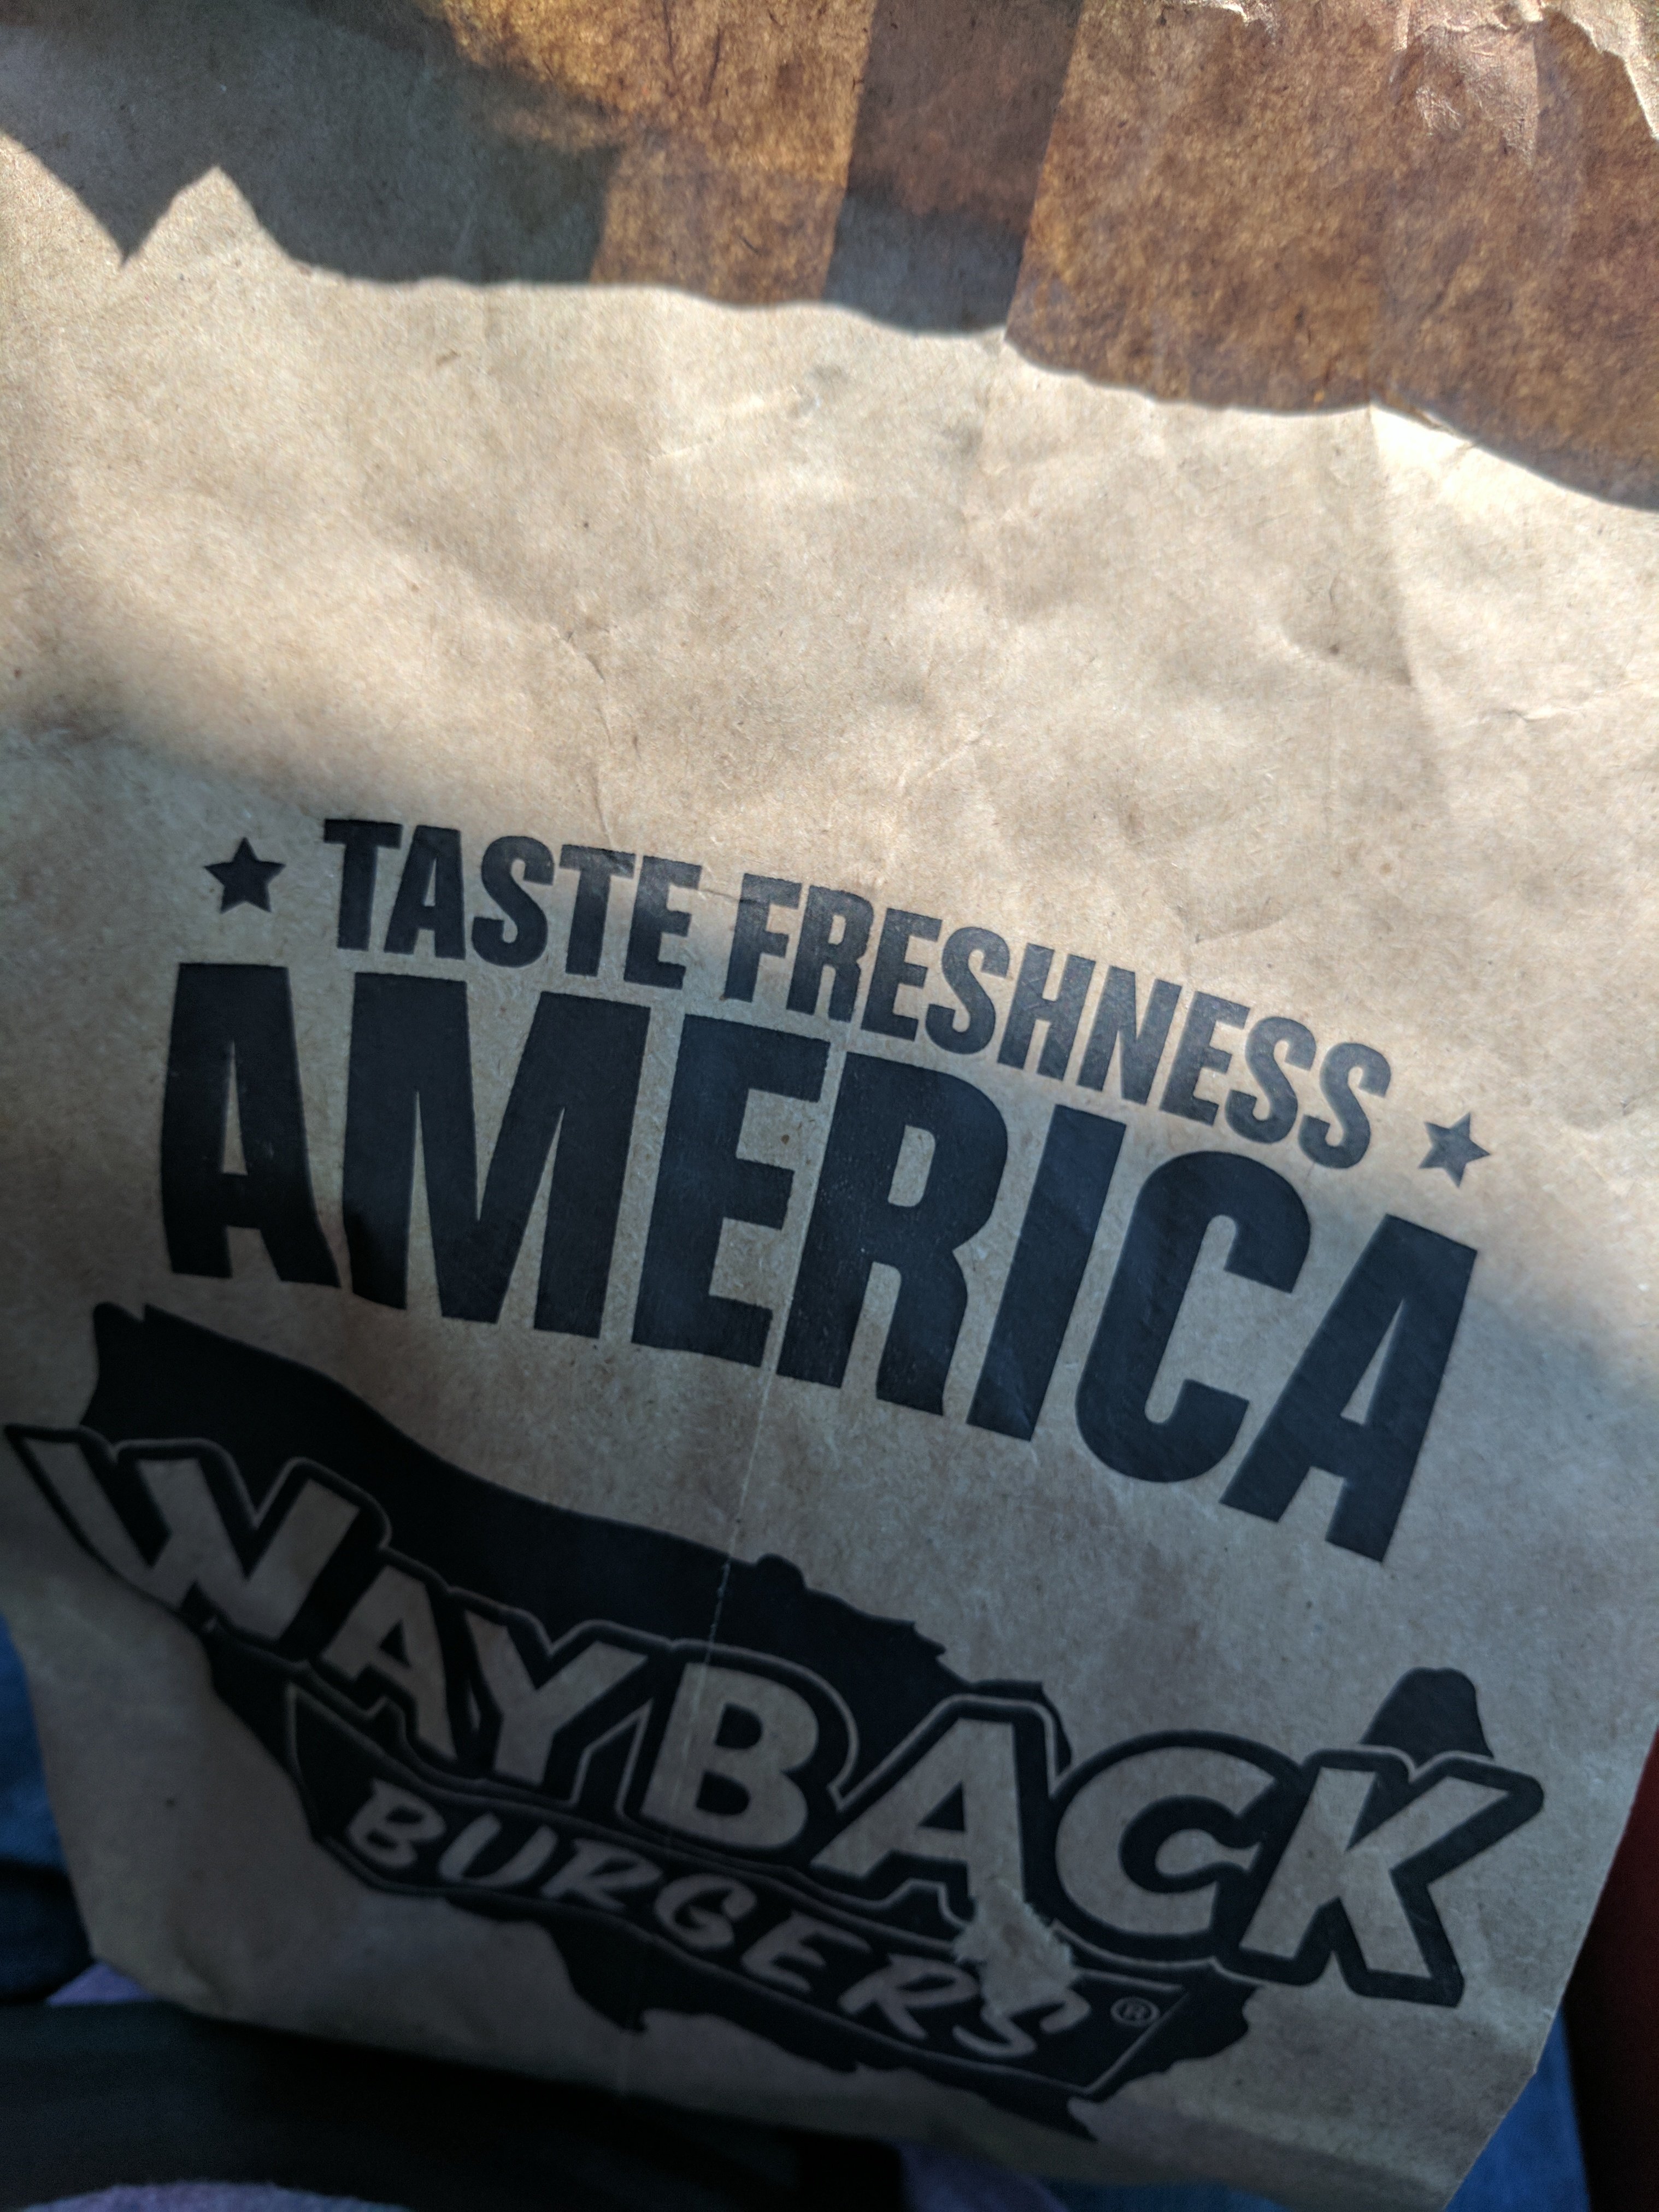 ★ TASTE FRESHNESS ★
AMERICA
WAYBACK
BURGERS®